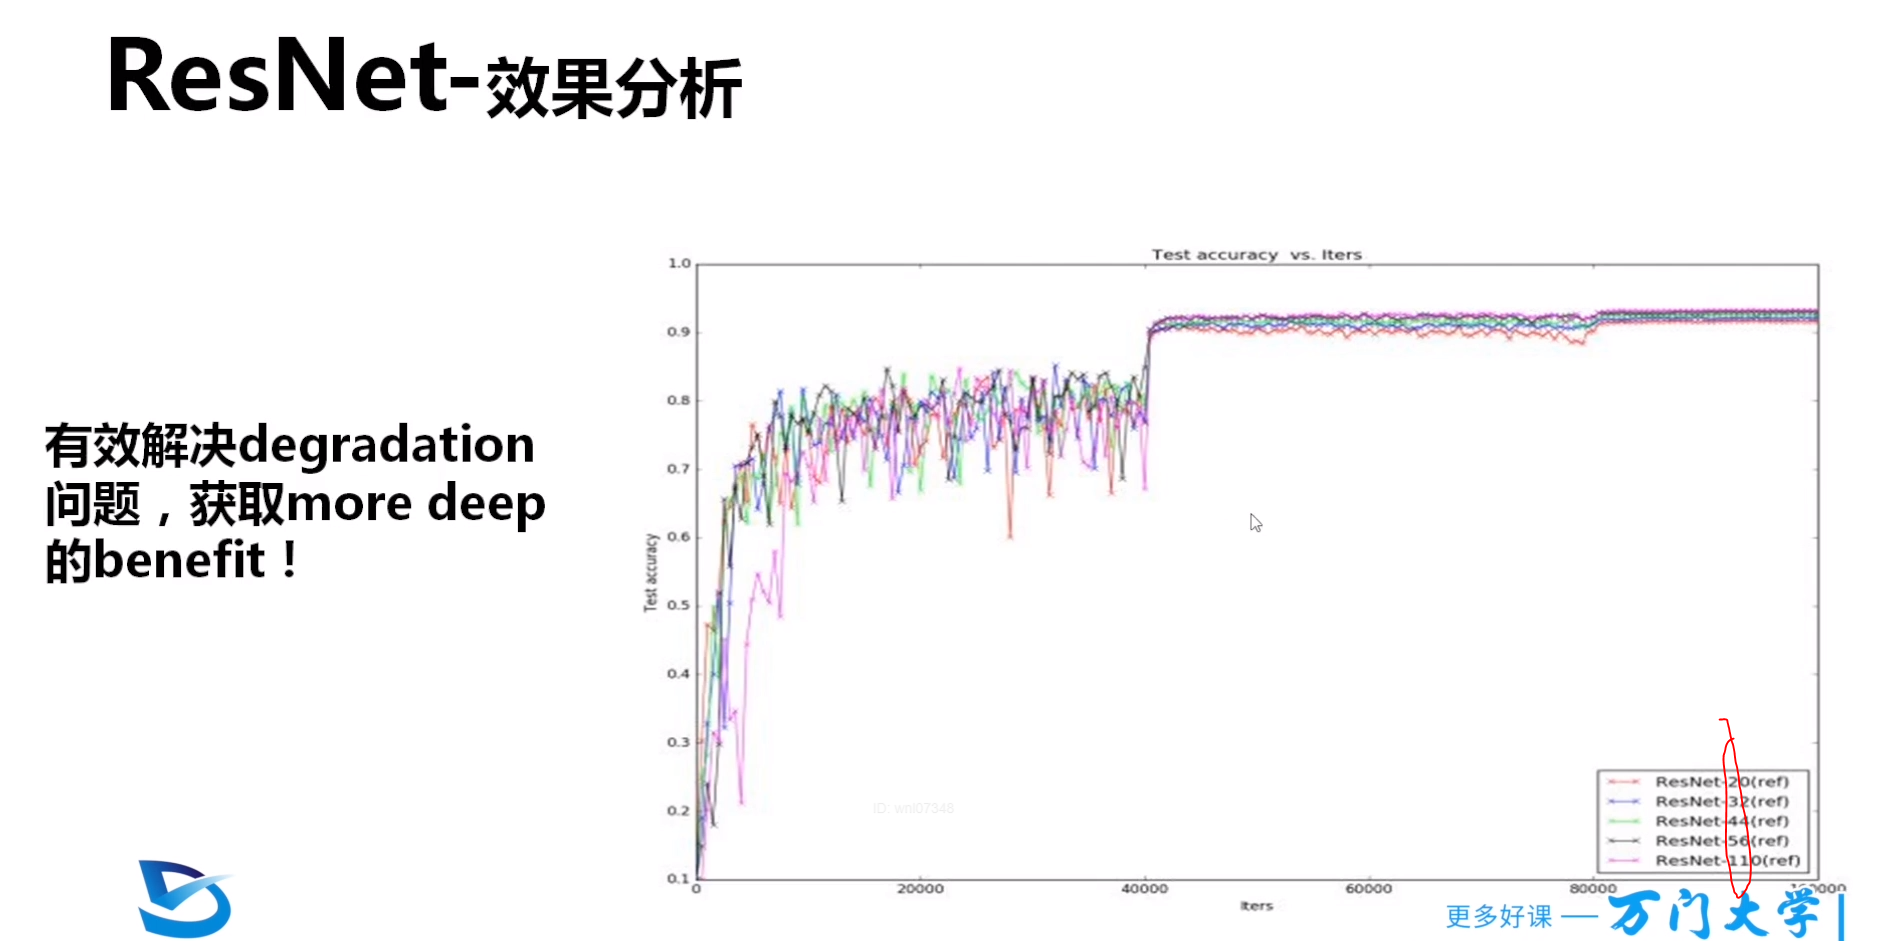 ResNet-效果分析
有效解决degradation
问题，获取more deep
的benefit！
Test accuracy vs. Iters
1.0
0.9
0.8
0.7
0.6
0.5
0.4
0.3
0.2
0.1
Test accuracy
0
20000
40000
60000
80000
100000
Iters
ResNet-20(ref)
ResNet-32(ref)
ResNet-44(ref)
ResNet-56(ref)
ResNet-110(ref)
ID: wnl07348
更多好课 — 万门大学